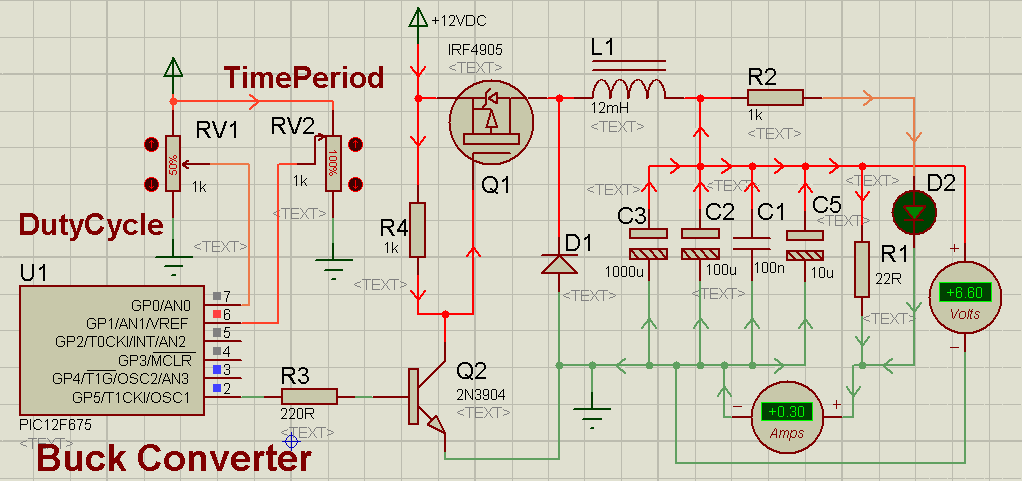 +12VDC
IRF4905
<TEXT>
Q1
L1
12mH
<TEXT>
R2
1k
<TEXT>
TimePeriod
RV1
50%
1k
<TEXT>
RV2
100%
1k
<TEXT>
DutyCycle
R4
1k
<TEXT>
D1
<TEXT>
C3
1000u
<TEXT>
C2
100u
<TEXT>
<TEXT>
C1
100n
C5
10u
<TEXT>
R1
22R
<TEXT>
D2
<TEXT>
+
+6.60
Volts
−
U1
GP0/AN0
7
GP1/AN1/VREF
6
GP2/T0CKI/INT/AN2
5
GP3/MCLR
4
GP4/T1G/OSC2/AN3
3
GP5/T1CKI/OSC1
2
PIC12F675
<TEXT>
R3
220R
<TEXT>
Q2
2N3904
<TEXT>
−
+0.30
+
Amps
Buck Converter